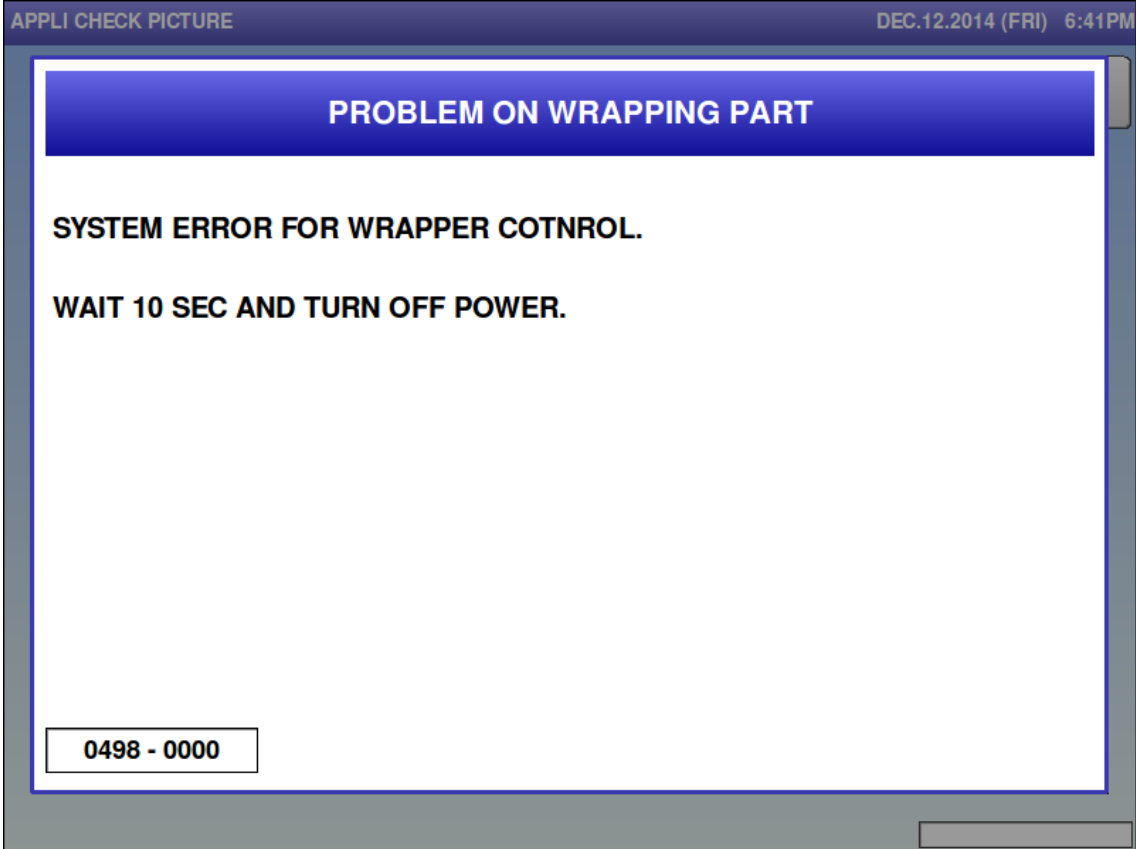 APPLI CHECK PICTURE DEC.12.2014 (FRI) 6:41PM
PROBLEM ON WRAPPING PART
SYSTEM ERROR FOR WRAPPER COTNROL.
WAIT 10 SEC AND TURN OFF POWER.
0498 - 0000